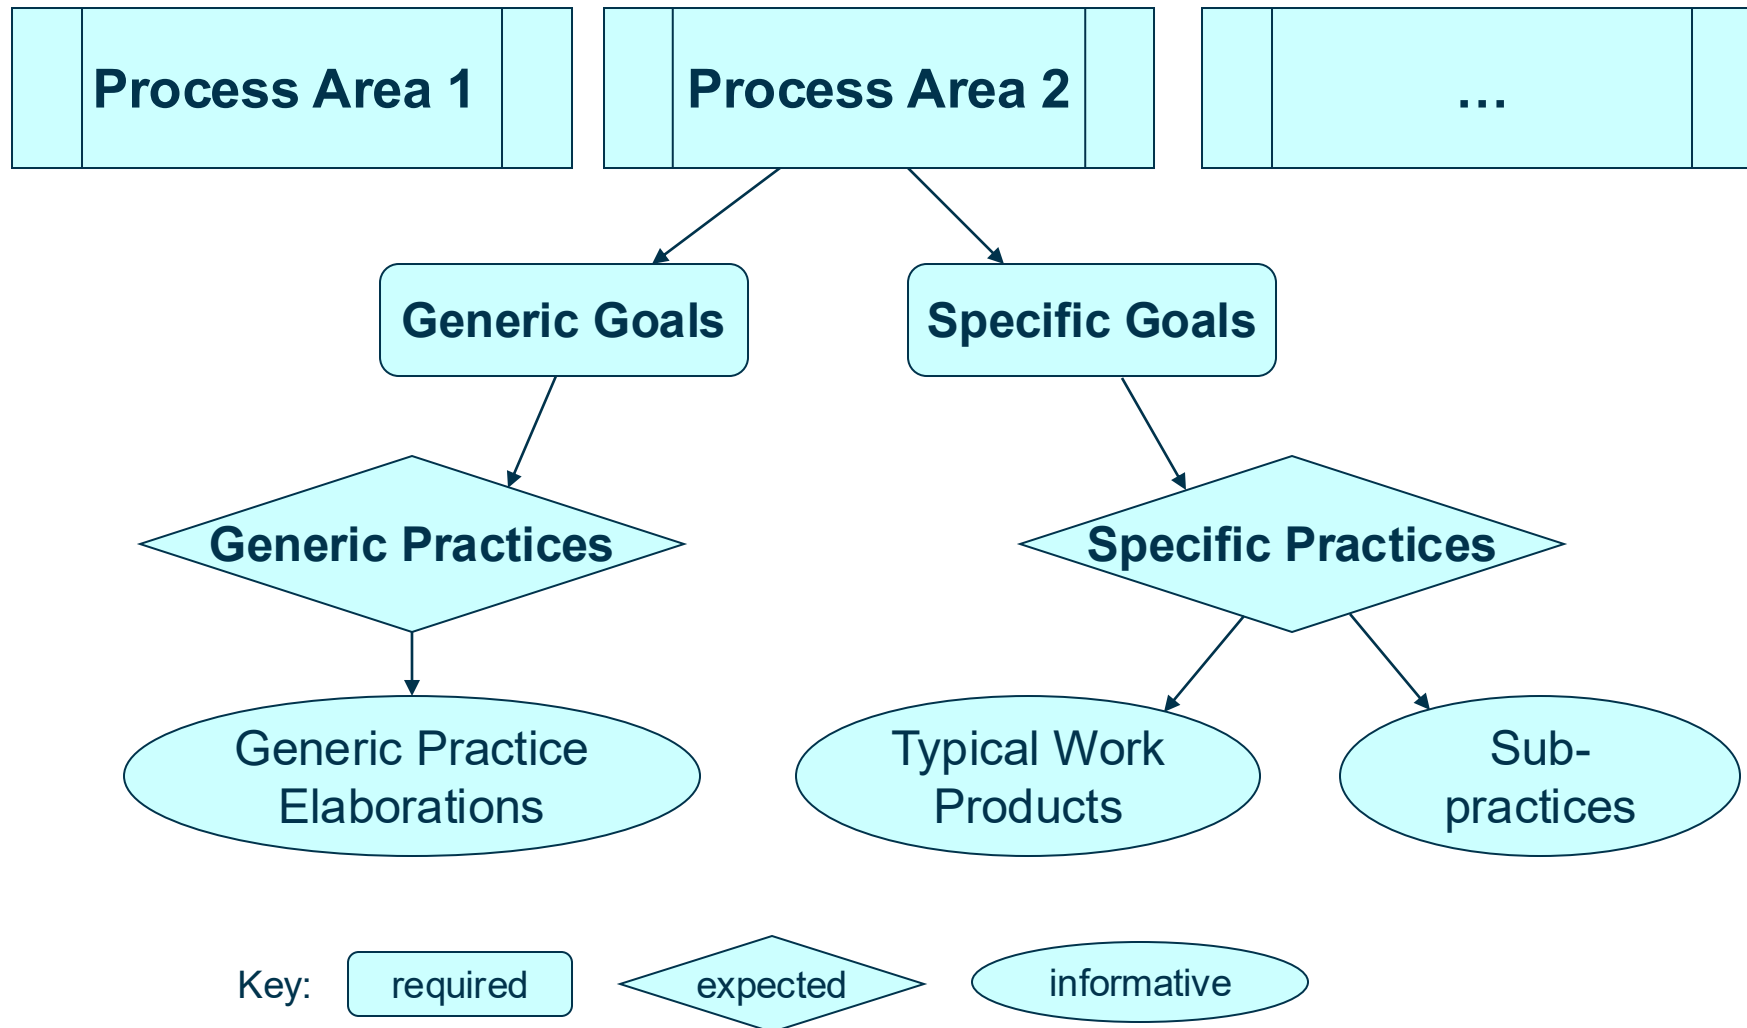 Process Area 1
Process Area 2
…
Generic Goals
Specific Goals
Generic Practices
Specific Practices
Generic Practice
Elaborations
Typical Work
Products
Sub-
practices
Key:
required
expected
informative